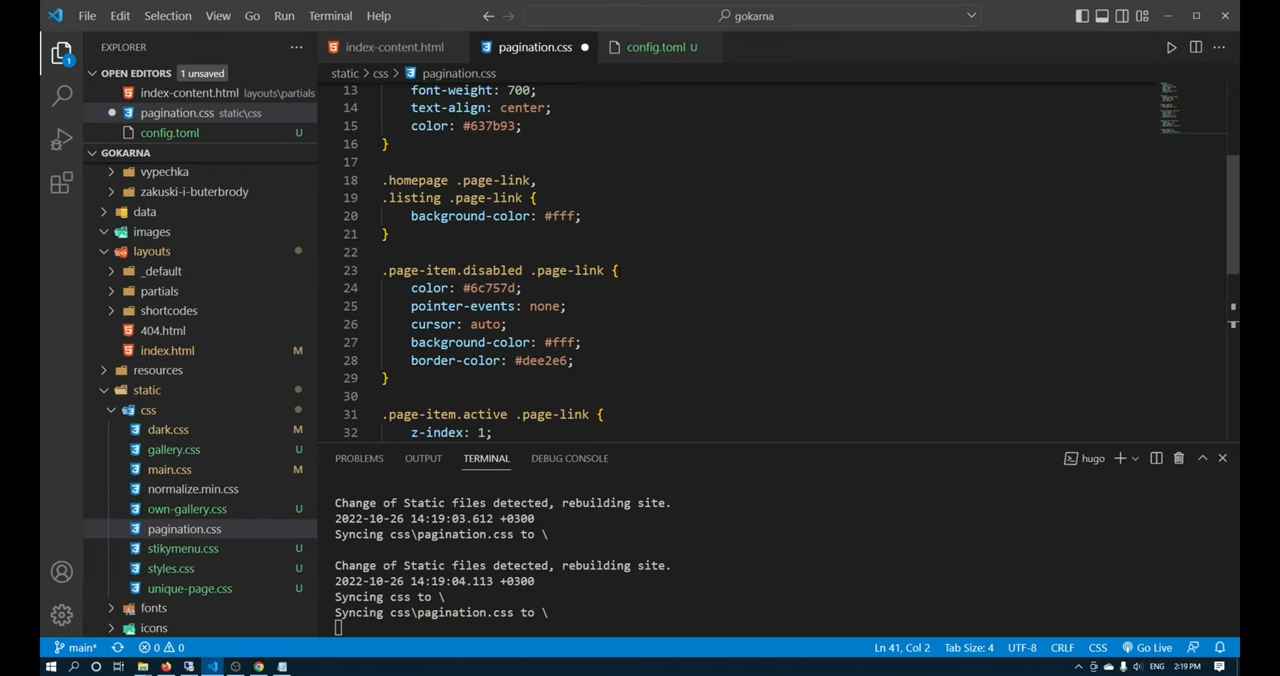 File Edit Selection View Go Run Terminal Help
gokarna
EXPLORER
OPEN EDITORS 1 unsaved
index-content.html layouts\partials
pagination.css static\css
config.toml U
GOKARNA
vypechka
zakuski-i-buterbrody
data
images
layouts
_default
partials
shortcodes
404.html
index.html M
resources
static
css
dark.css M
gallery.css U
main.css M
normalize.min.css
own-gallery.css U
pagination.css
stikymenu.css U
styles.css U
unique-page.css U
fonts
icons
1
index-content.html
pagination.css
config.toml U
static > css > pagination.css
13 font-weight: 700;
14 text-align: center;
15 color: #637b93;
16 }
17
18 .homepage .page-link,
19 .listing .page-link {
20 background-color: #fff;
21 }
22
23 .page-item.disabled .page-link {
24 color: #6c757d;
25 pointer-events: none;
26 cursor: auto;
27 background-color: #fff;
28 border-color: #dee2e6;
29 }
30
31 .page-item.active .page-link {
32 z-index: 1;
PROBLEMS OUTPUT TERMINAL DEBUG CONSOLE
hugo
Change of Static files detected, rebuilding site.
2022-10-26 14:19:03.612 +0300
Syncing css\pagination.css to \
Change of Static files detected, rebuilding site.
2022-10-26 14:19:04.113 +0300
Syncing css to \
Syncing css\pagination.css to \
main* 0 0 Ln 41, Col 2 Tab Size: 4 UTF-8 CRLF CSS Go Live
ENG 2:19 PM